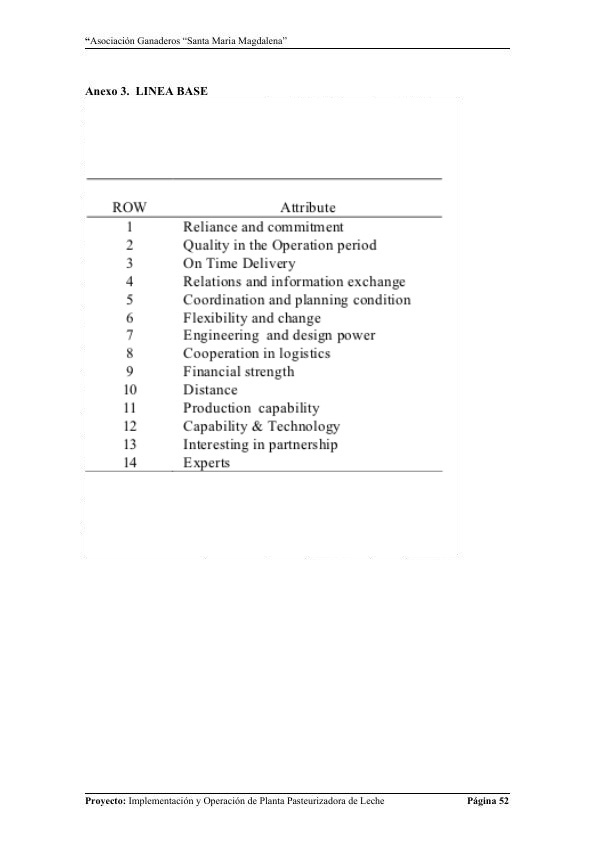 “Asociación Ganaderos “Santa Maria Magdalena”
Anexo 3. LINEA BASE
ROW Attribute
1 Reliance and commitment
2 Quality in the Operation period
3 On Time Delivery
4 Relations and information exchange
5 Coordination and planning condition
6 Flexibility and change
7 Engineering and design power
8 Cooperation in logistics
9 Financial strength
10 Distance
11 Production capability
12 Capability & Technology
13 Interesting in partnership
14 Experts
Proyecto: Implementación y Operación de Planta Pasteurizadora de Leche Página 52